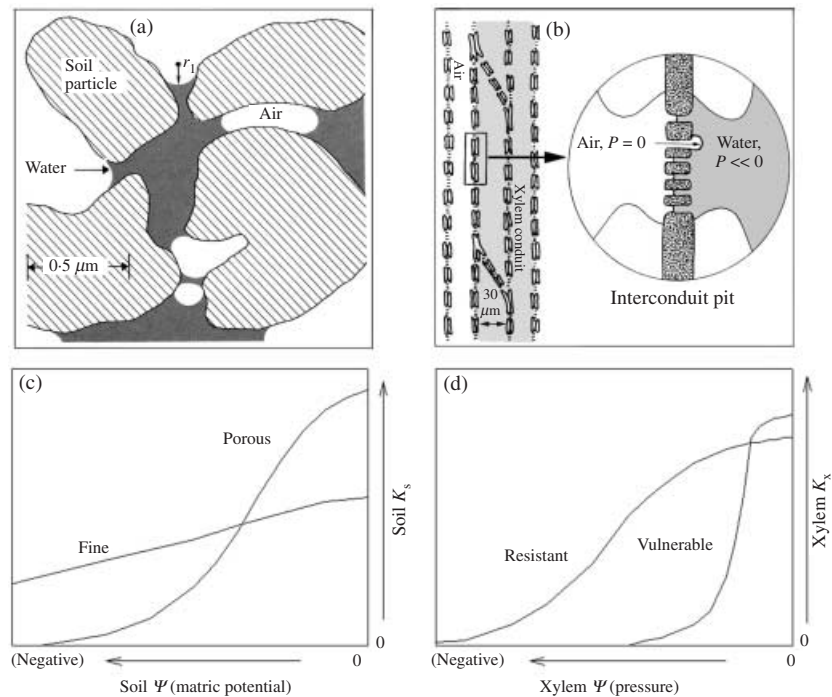 (a)
r₁
Soil
particle
Air
Water
0·5 µm
(b)
Air
Xylem conduit
30
µm
Air, P = 0
Water,
P << 0
Interconduit pit
(c)
Porous
Fine
Soil Kₛ
0
(Negative)
0
Soil Ψ (matric potential)
(d)
Resistant
Vulnerable
Xylem Kₓ
0
(Negative)
0
Xylem Ψ (pressure)